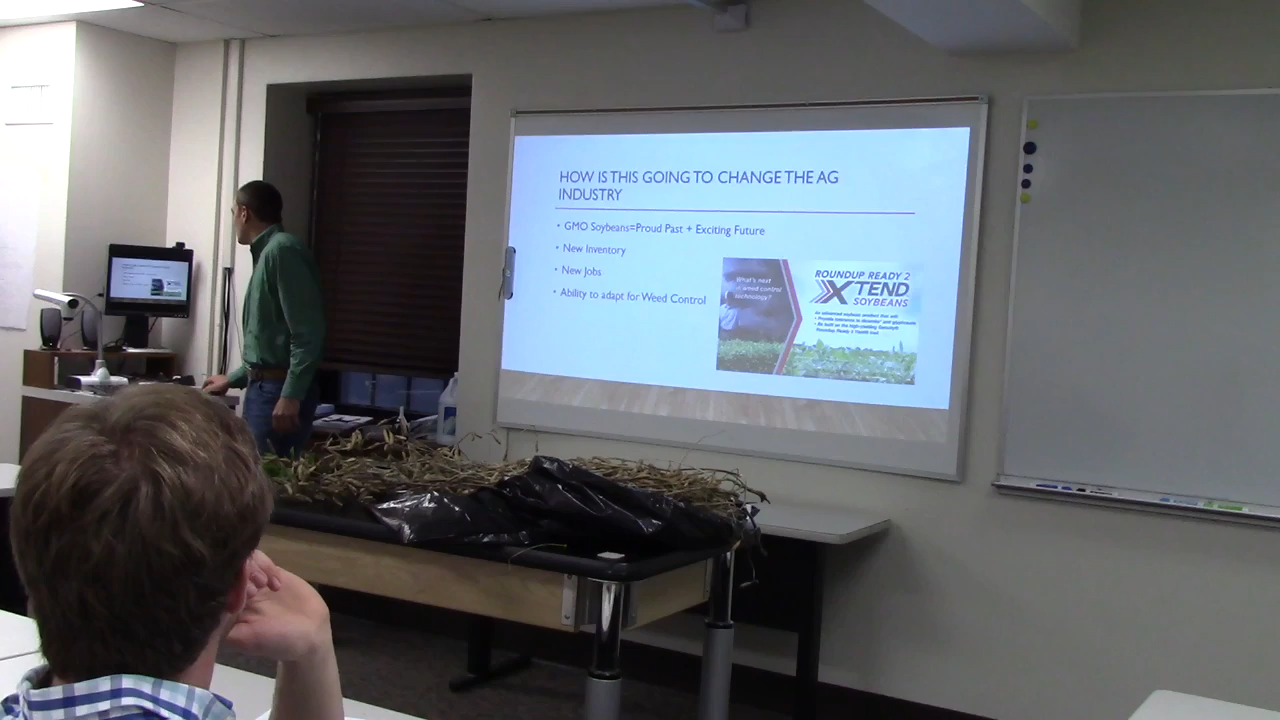 HOW IS THIS GOING TO CHANGE THE AG
INDUSTRY
• GMO Soybeans=Proud Past + Exciting Future
• New Inventory
• New Jobs
• Ability to adapt for Weed Control
What's next
in weed control
technology?
ROUNDUP READY 2
XTEND
SOYBEANS